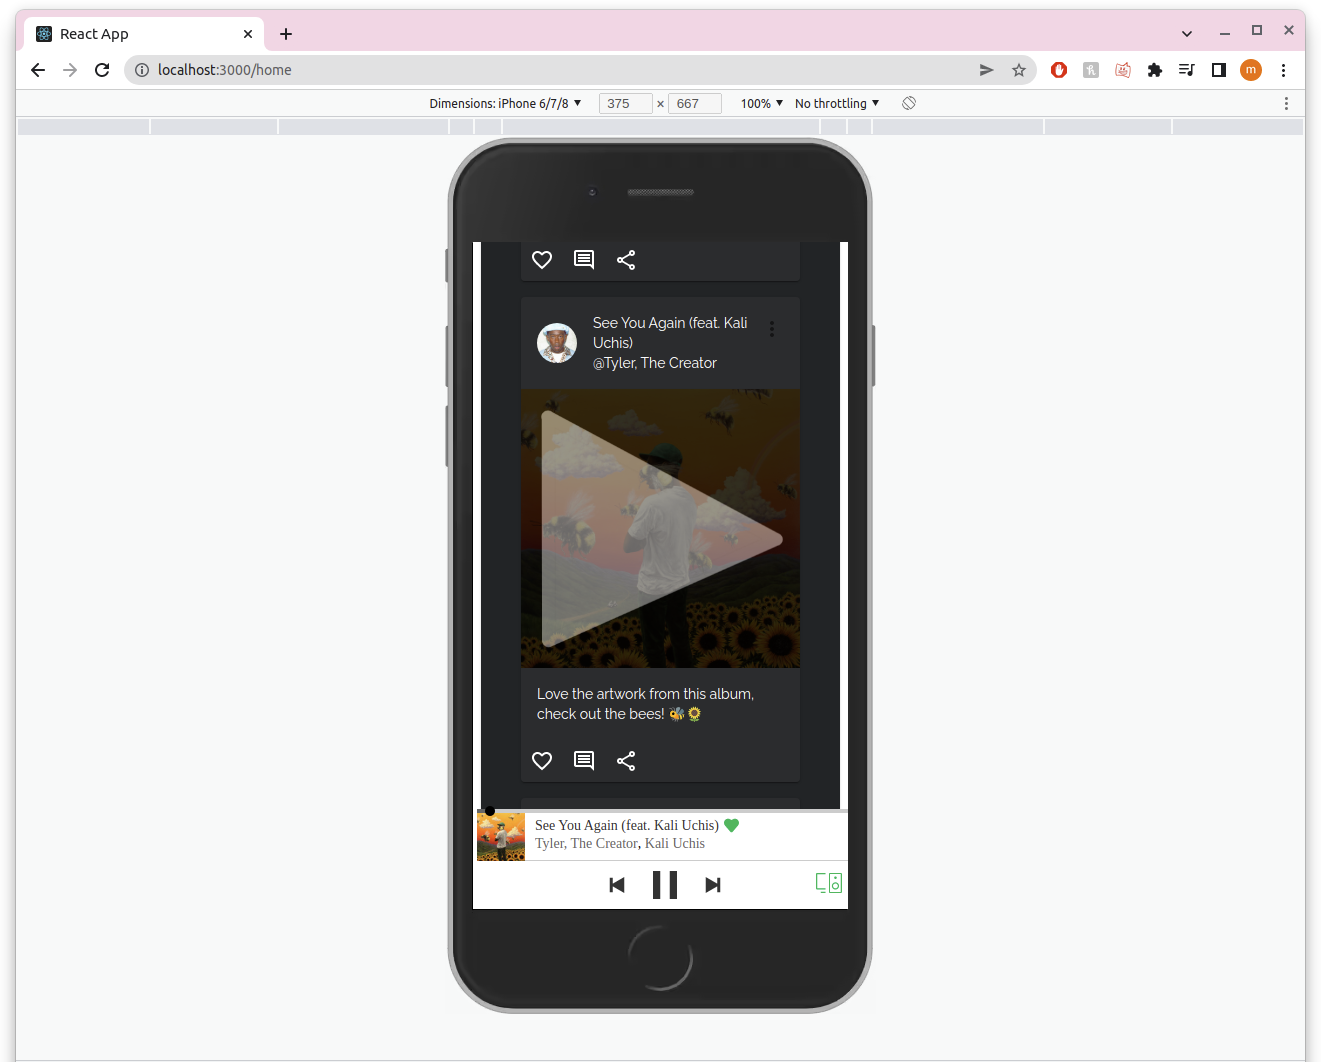 React App
localhost:3000/home
m
Dimensions: iPhone 6/7/8
375 × 667
100%
No throttling
See You Again (feat. Kali
Uchis)
@Tyler, The Creator
Love the artwork from this album,
check out the bees! 🐝🌻
See You Again (feat. Kali Uchis)
Tyler, The Creator, Kali Uchis